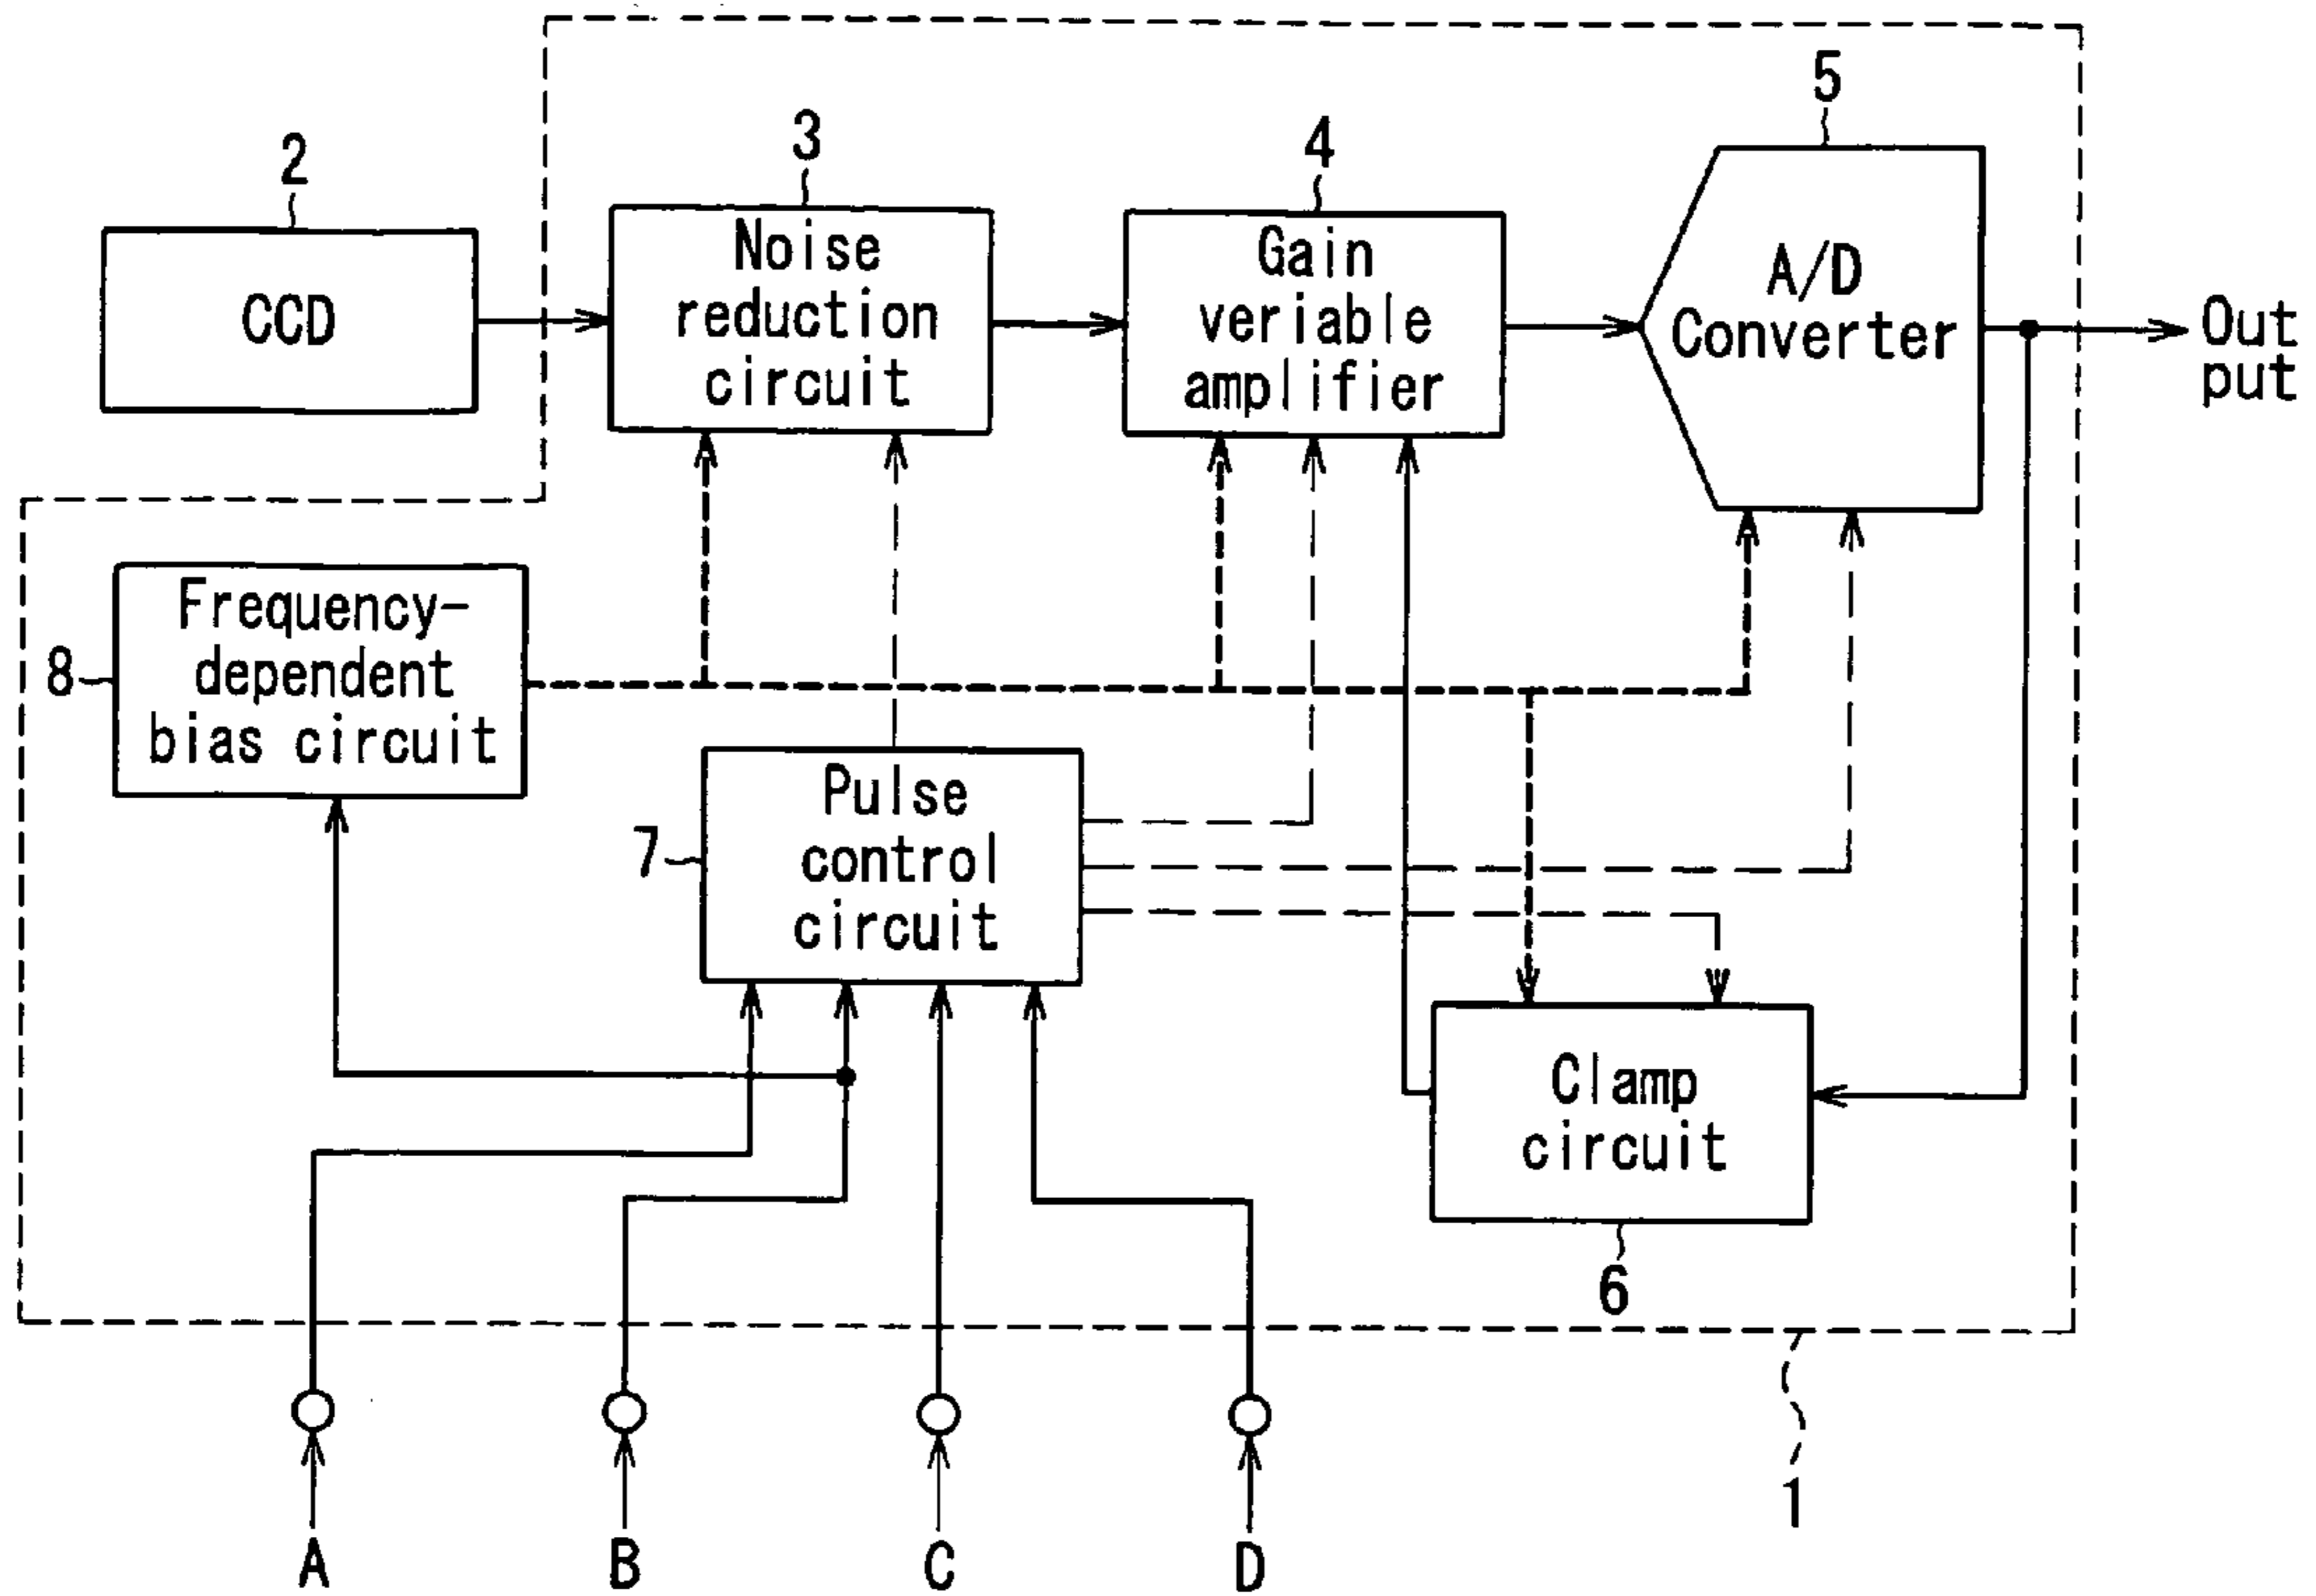 5
3
4
2
Noise
reduction
circuit
Gain
veriable
amplifier
A/D
Converter
CCD
Out
put
Frequency-
dependent
bias circuit
8
Pulse
control
circuit
7
Clamp
circuit
6
1
A
B
C
D